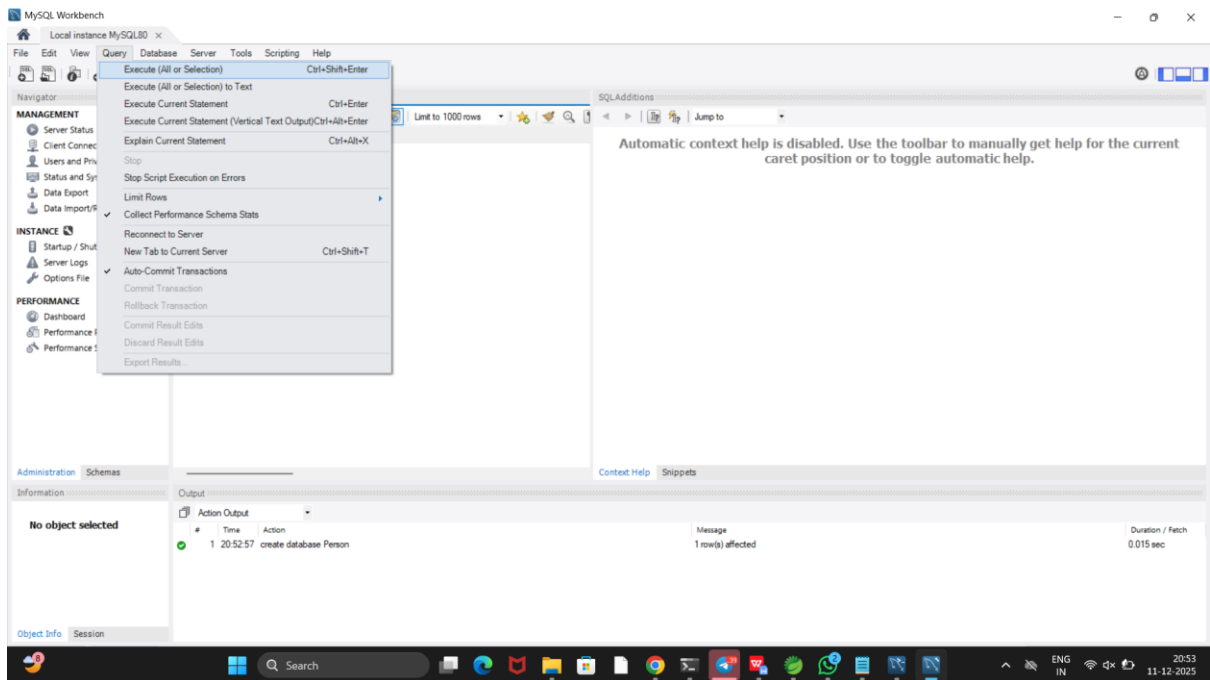 MySQL Workbench
Local instance MySQL80 ×
File Edit View Query Database Server Tools Scripting Help
Execute (All or Selection) Ctrl+Shift+Enter
Execute (All or Selection) to Text
Execute Current Statement Ctrl+Enter
Execute Current Statement (Vertical Text Output)Ctrl+Alt+Enter
Explain Current Statement Ctrl+Alt+X
Stop
Stop Script Execution on Errors
Limit Rows
Collect Performance Schema Stats
Reconnect to Server
New Tab to Current Server Ctrl+Shift+T
Auto-Commit Transactions
Commit Transaction
Rollback Transaction
Commit Result Edits
Discard Result Edits
Export Results...
Navigator
MANAGEMENT
Server Status
Client Connec
Users and Priv
Status and Sys
Data Export
Data Import/R
INSTANCE
Startup / Shut
Server Logs
Options File
PERFORMANCE
Dashboard
Performance R
Performance S
Administration Schemas
Limit to 1000 rows
SQLAdditions
Jump to
Automatic context help is disabled. Use the toolbar to manually get help for the current
caret position or to toggle automatic help.
Context Help Snippets
Information
No object selected
Object Info Session
Output
Action Output
# Time Action Message Duration / Fetch
1 20:52:57 create database Person 1 row(s) affected 0.015 sec
8
Search
39
2
ENG
IN
20:53
11-12-2025